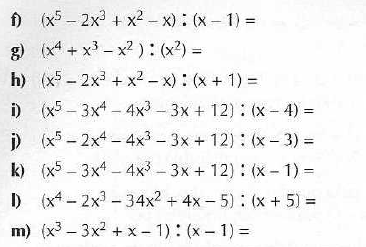 f) (x⁵ – 2x³ + x² – x) : (x – 1) =
g) (x⁴ + x³ – x² ) : (x²) =
h) (x⁵ – 2x³ + x² – x) : (x + 1) =
i) (x⁵ – 3x⁴ – 4x³ – 3x + 12) : (x – 4) =
j) (x⁵ – 2x⁴ – 4x³ – 3x + 12) : (x – 3) =
k) (x⁵ – 3x⁴ – 4x³ – 3x + 12) : (x – 1) =
l) (x⁴ – 2x³ – 34x² + 4x – 5) : (x + 5) =
m) (x³ – 3x² + x – 1) : (x – 1) =